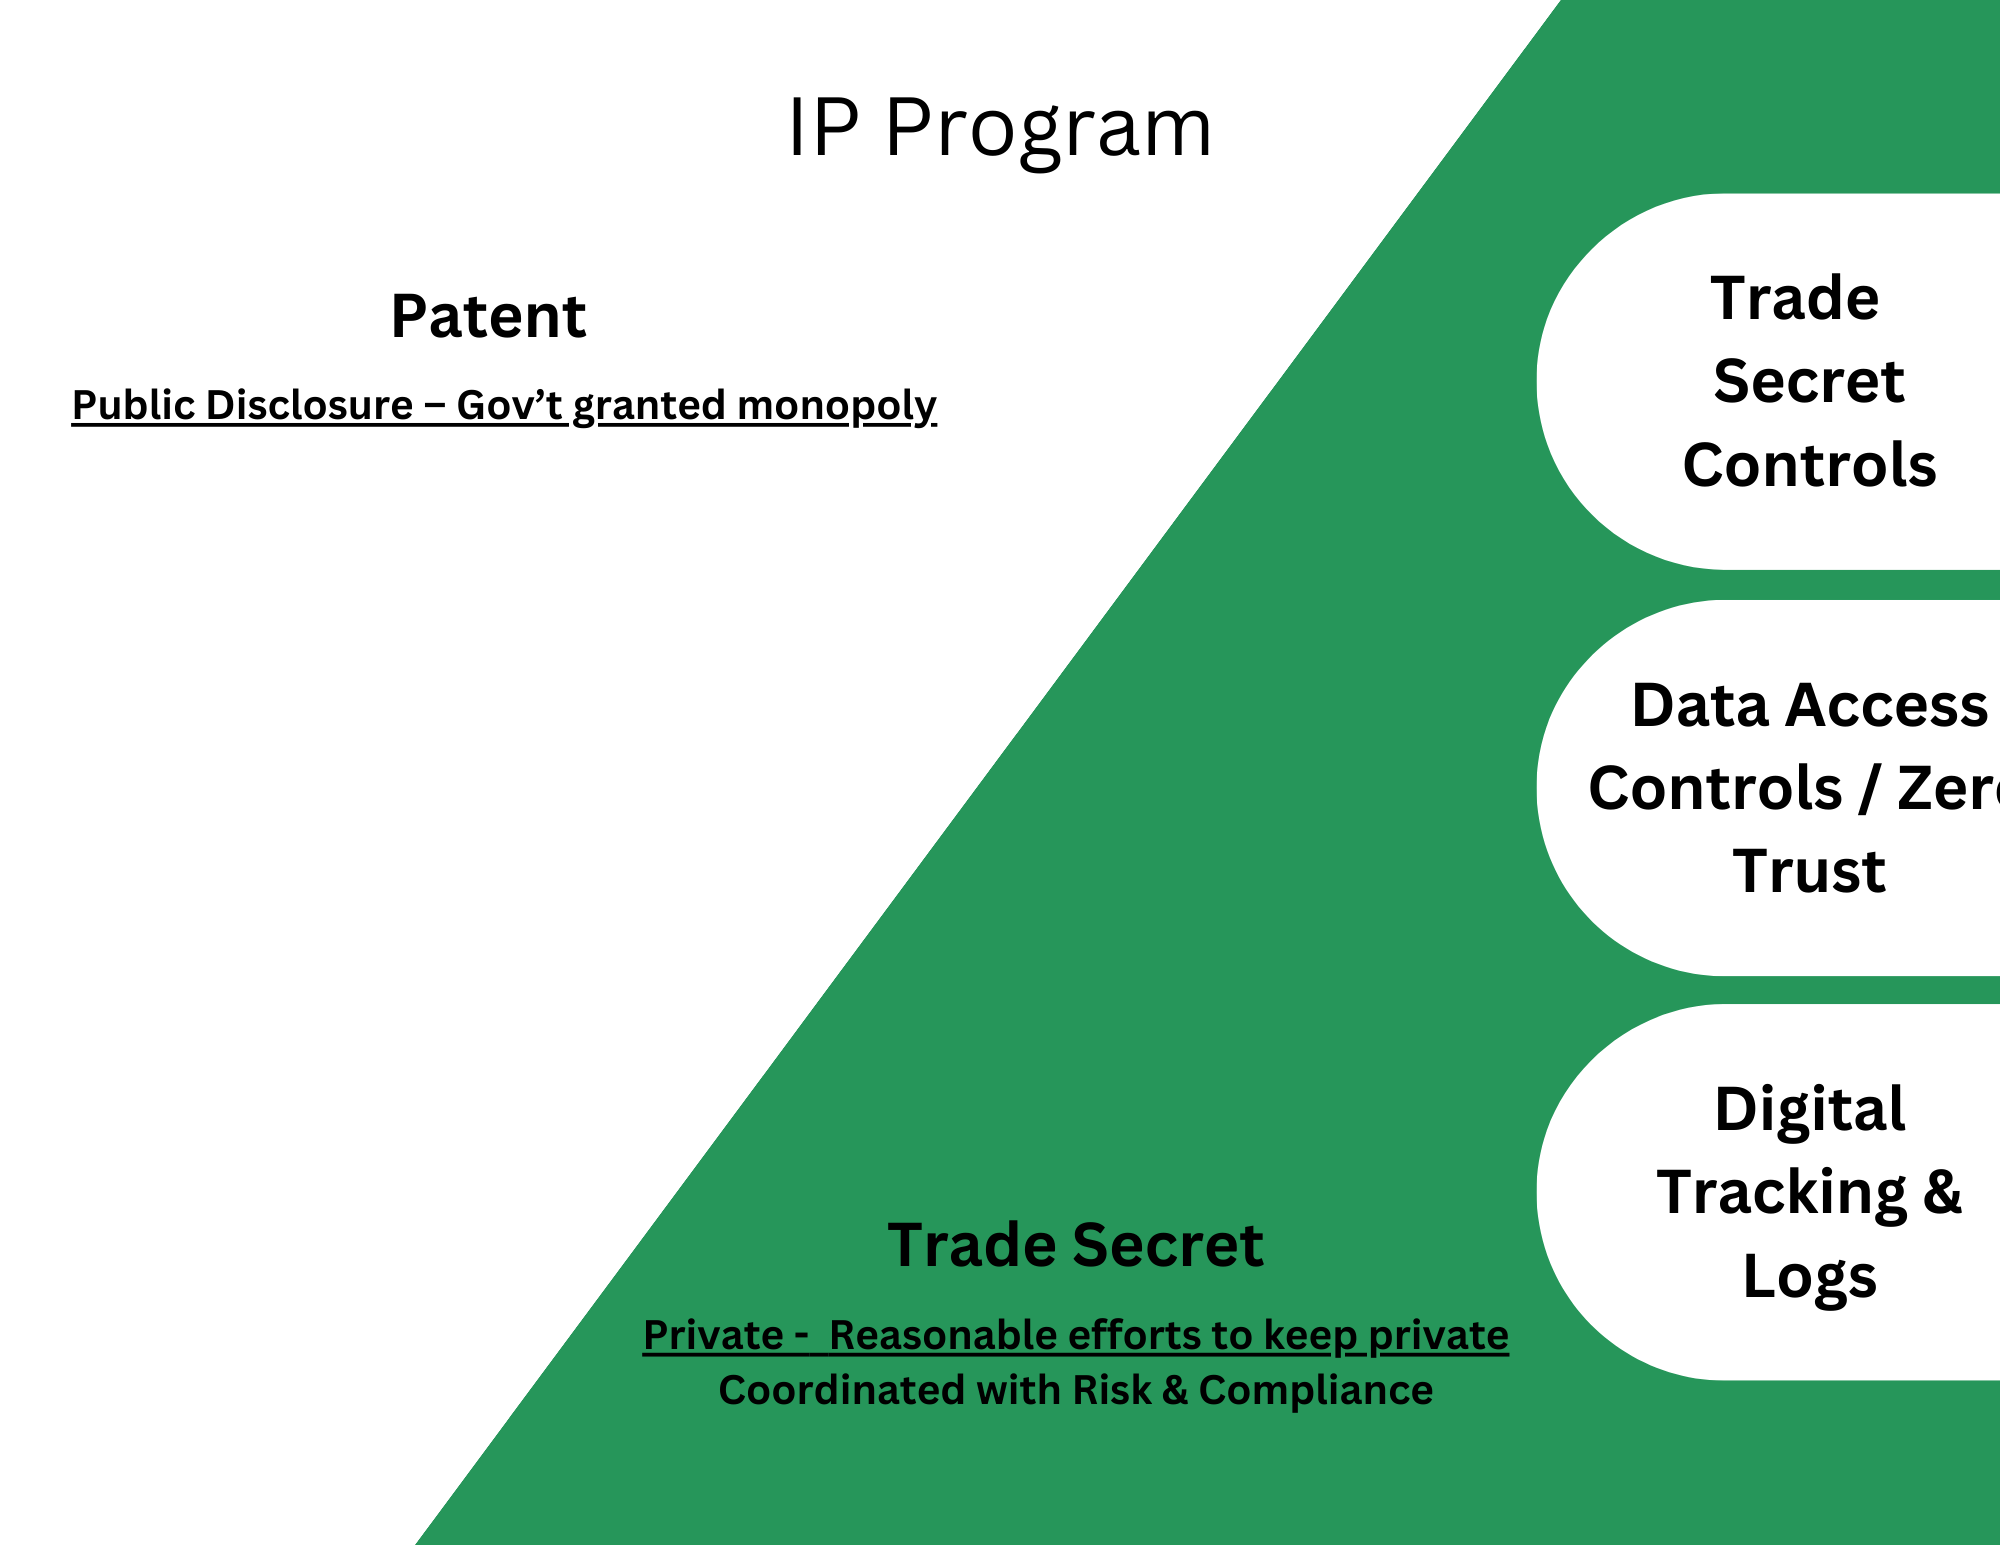 IP Program
Patent
Public Disclosure – Gov’t granted monopoly
Trade
Secret
Controls
Data Access
Controls / Zero
Trust
Digital
Tracking &
Logs
Trade Secret
Private -  Reasonable efforts to keep private
Coordinated with Risk & Compliance